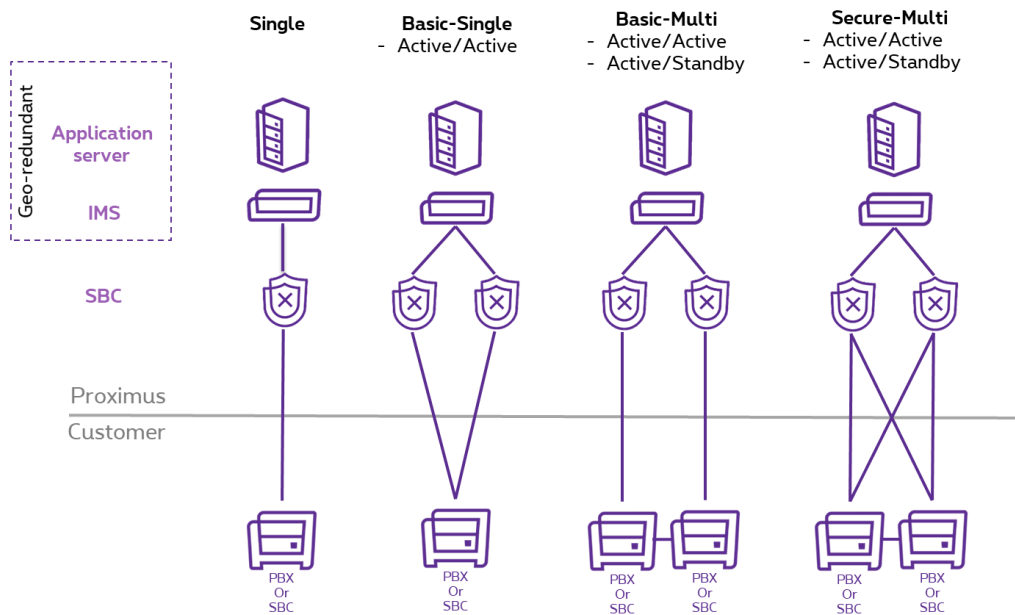 Single
Basic-Single
- Active/Active
Basic-Multi
- Active/Active
- Active/Standby
Secure-Multi
- Active/Active
- Active/Standby
Geo-redundant
Application
server
IMS
SBC
Proximus
Customer
PBX
Or
SBC
PBX
Or
SBC
PBX
Or
SBC
PBX
Or
SBC
PBX
Or
SBC
PBX
Or
SBC